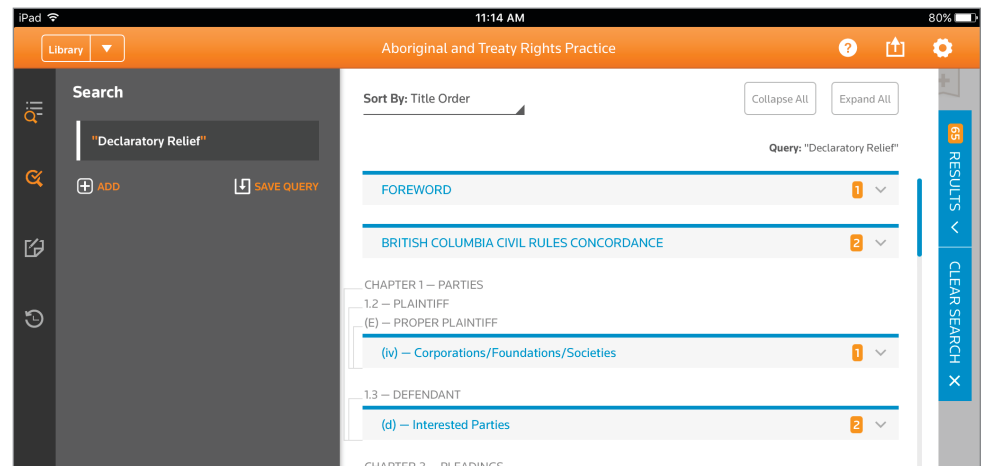 iPad
11:14 AM
80%
Library
Aboriginal and Treaty Rights Practice
?
Search
"Declaratory Relief"
ADD
SAVE QUERY
Sort By: Title Order
Collapse All
Expand All
Query: "Declaratory Relief"
FOREWORD 1
BRITISH COLUMBIA CIVIL RULES CONCORDANCE 2
CHAPTER 1 — PARTIES
1.2 — PLAINTIFF
(E) — PROPER PLAINTIFF
(iv) — Corporations/Foundations/Societies 1
1.3 — DEFENDANT
(d) — Interested Parties 2
CHAPTER 2 — PLEADINGS
65 RESULTS
CLEAR SEARCH